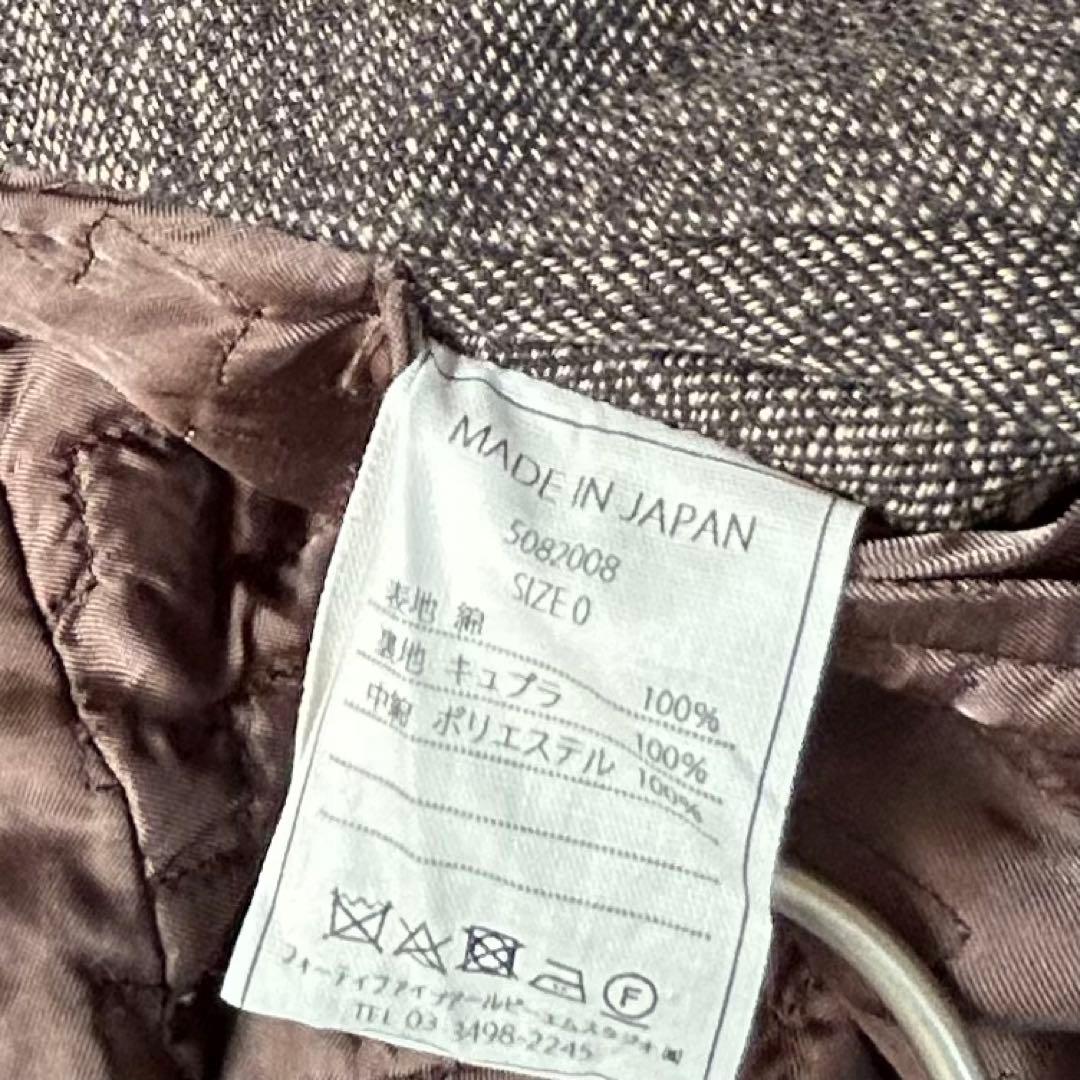 MADE IN JAPAN
5082008
SIZE 0
表地 綿 100%
裏地 キュプラ 100%
中綿 ポリエステル 100%
F
フォーティファイブアールピーエムスタジオ㈱
TEL 03 3498-2245